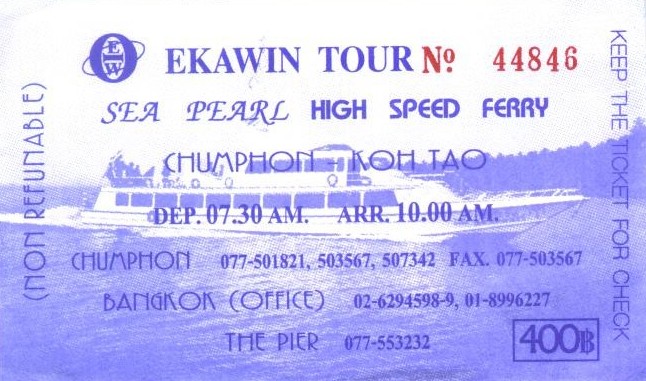 E W
EKAWIN TOUR Nº 44846
SEA PEARL HIGH SPEED FERRY
CHUMPHON - KOH TAO
DEP. 07.30 AM. ARR. 10.00 AM.
CHUMPHON 077-501821, 503567, 507342 FAX. 077-503567
BANGKOK (OFFICE) 02-6294598-9, 01-8996227
THE PIER 077-553232
400฿
(NON REFUNABLE)
KEEP THE TICKET FOR CHECK